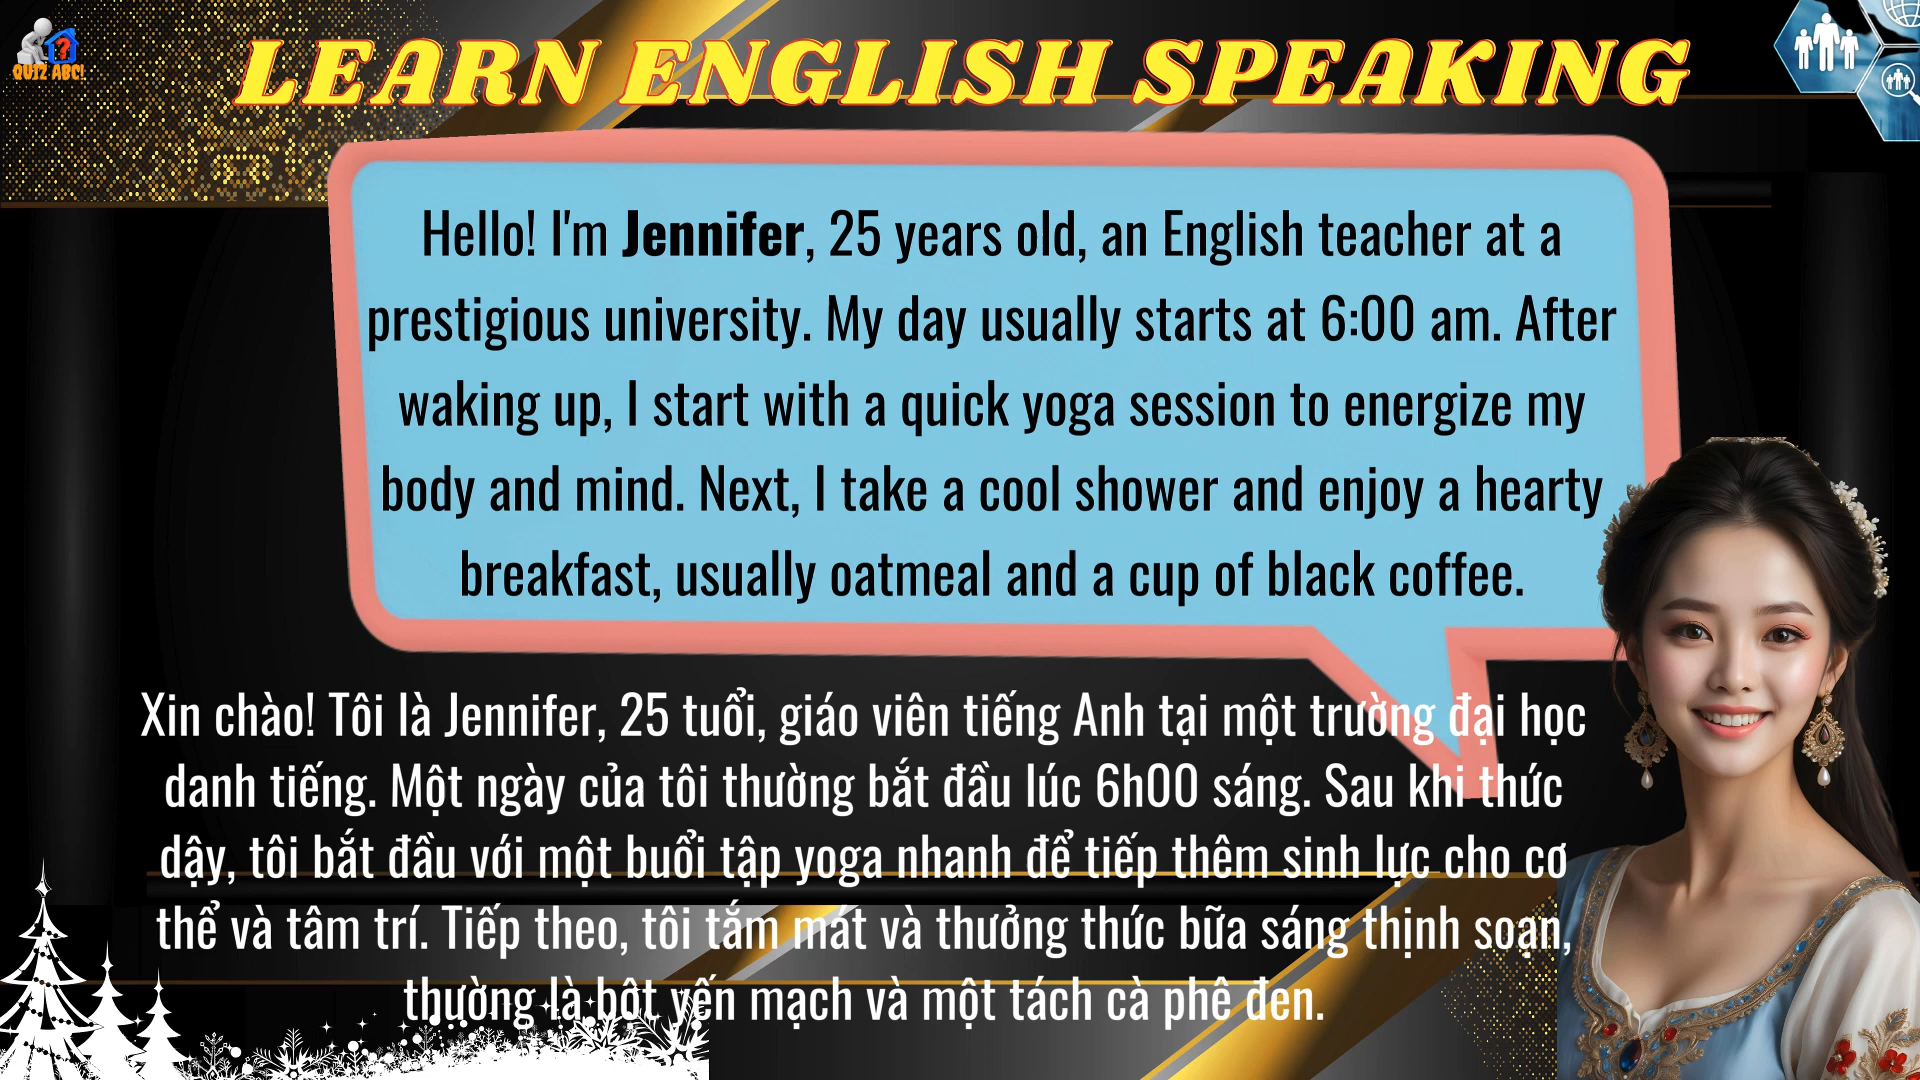 QUIZ ABC!
LEARN ENGLISH SPEAKING
Hello! I'm Jennifer, 25 years old, an English teacher at a
prestigious university. My day usually starts at 6:00 am. After
waking up, I start with a quick yoga session to energize my
body and mind. Next, I take a cool shower and enjoy a hearty
breakfast, usually oatmeal and a cup of black coffee.
Xin chào! Tôi là Jennifer, 25 tuổi, giáo viên tiếng Anh tại một trường đại học
danh tiếng. Một ngày của tôi thường bắt đầu lúc 6h00 sáng. Sau khi thức
dậy, tôi bắt đầu với một buổi tập yoga nhanh để tiếp thêm sinh lực cho cơ
thể và tâm trí. Tiếp theo, tôi tắm mát và thưởng thức bữa sáng thịnh soạn,
thường là bột yến mạch và một tách cà phê đen.